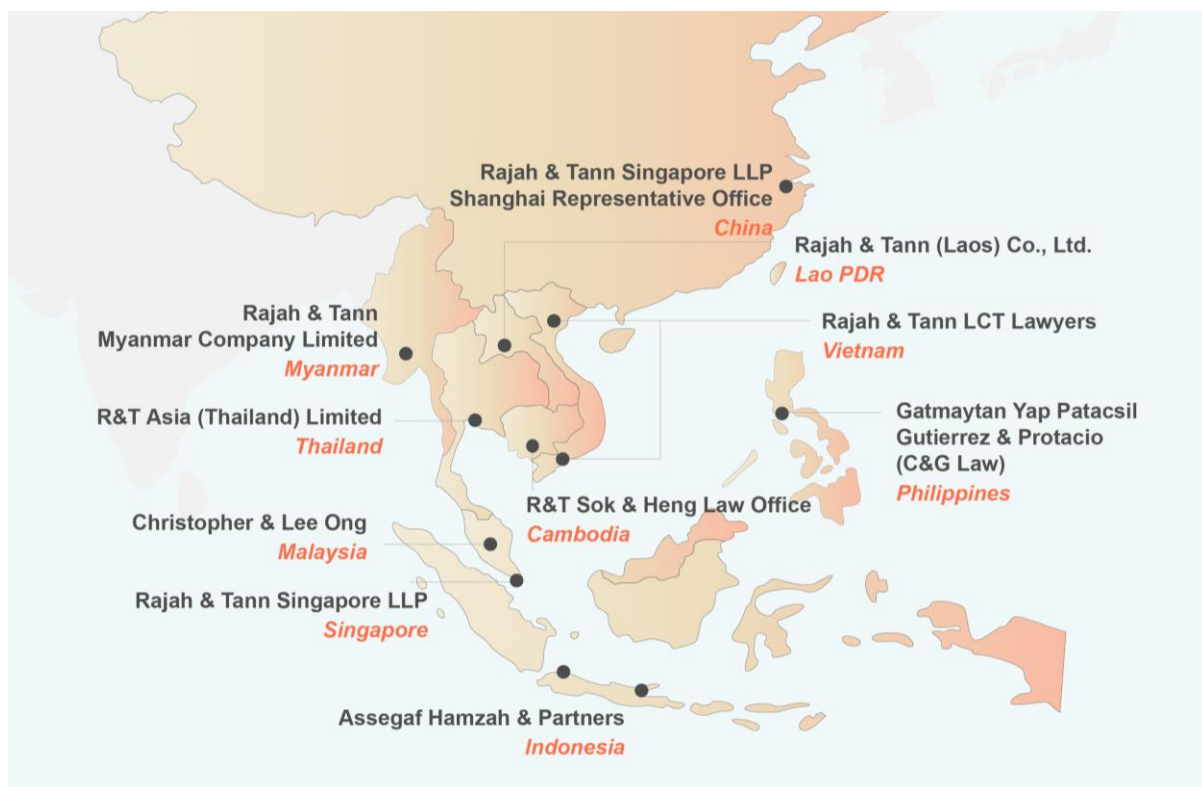 Rajah & Tann Singapore LLP
Shanghai Representative Office
China
Rajah & Tann (Laos) Co., Ltd.
Lao PDR
Rajah & Tann
Myanmar Company Limited
Myanmar
Rajah & Tann LCT Lawyers
Vietnam
R&T Asia (Thailand) Limited
Thailand
Gatmaytan Yap Patacsil
Gutierrez & Protacio
(C&G Law)
Philippines
R&T Sok & Heng Law Office
Cambodia
Christopher & Lee Ong
Malaysia
Rajah & Tann Singapore LLP
Singapore
Assegaf Hamzah & Partners
Indonesia